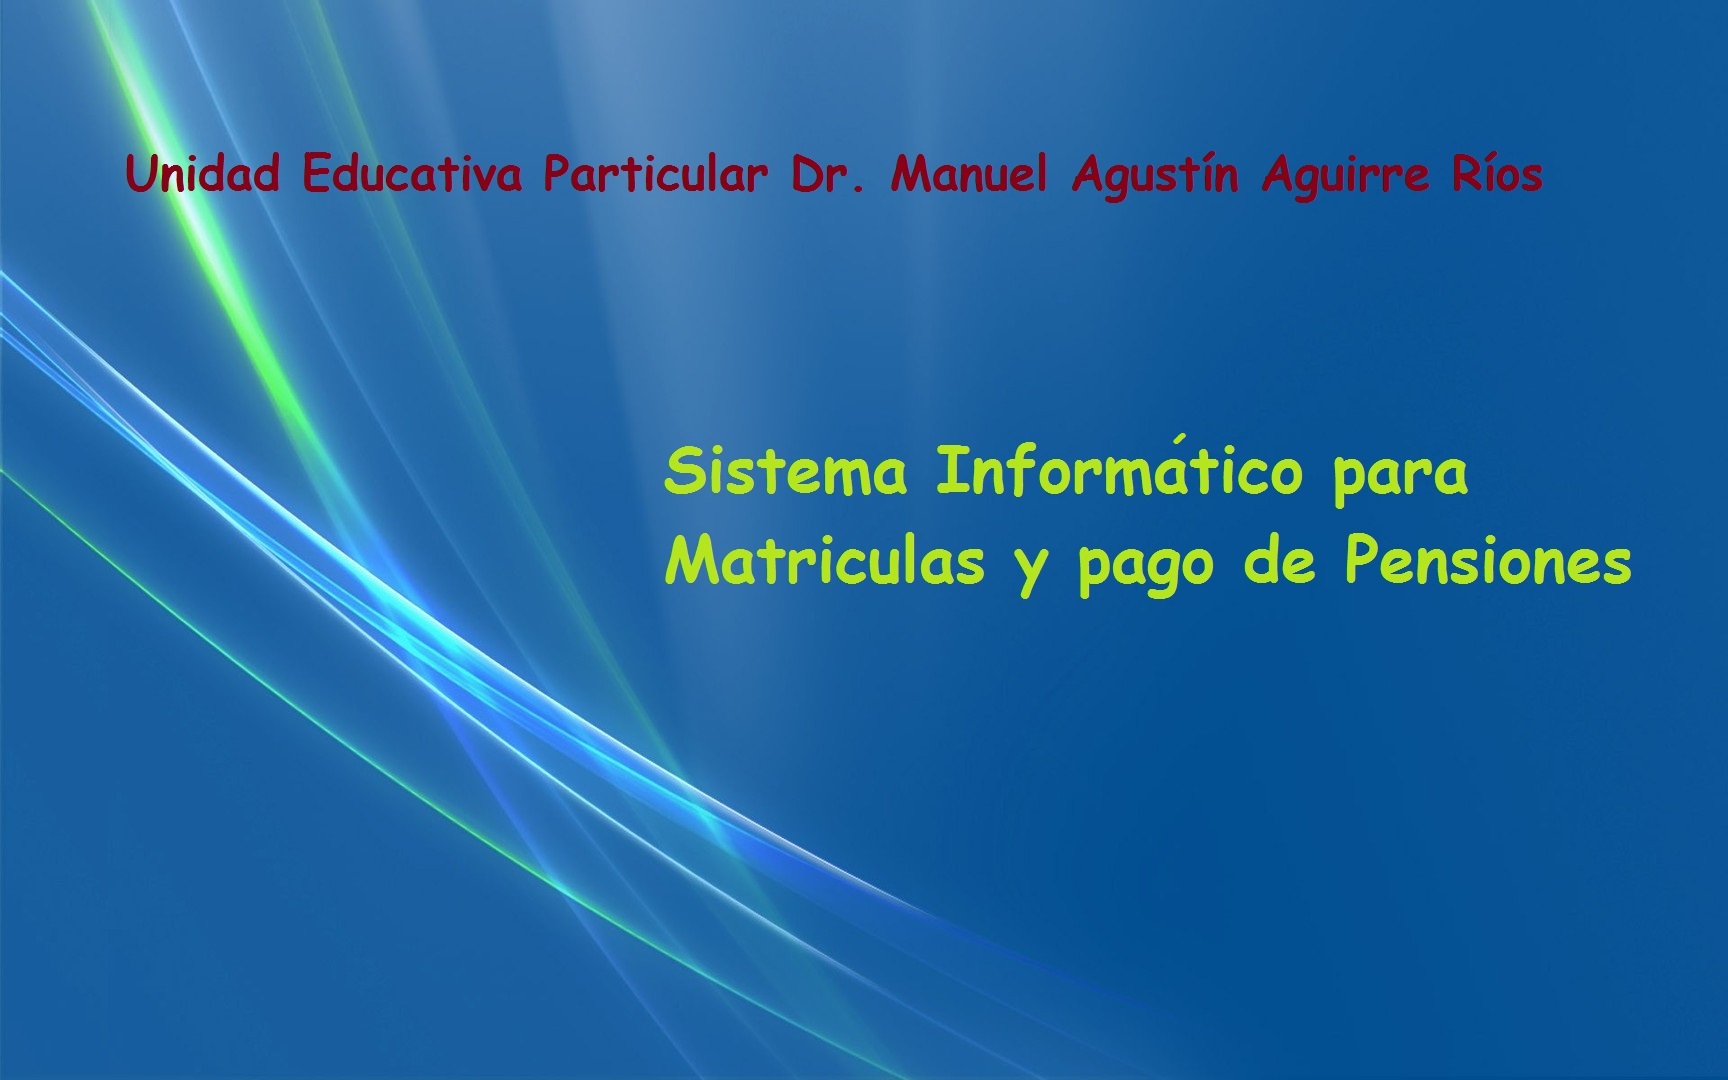 Unidad Educativa Particular Dr. Manuel Agustín Aguirre Ríos
Sistema Informático para
Matriculas y pago de Pensiones